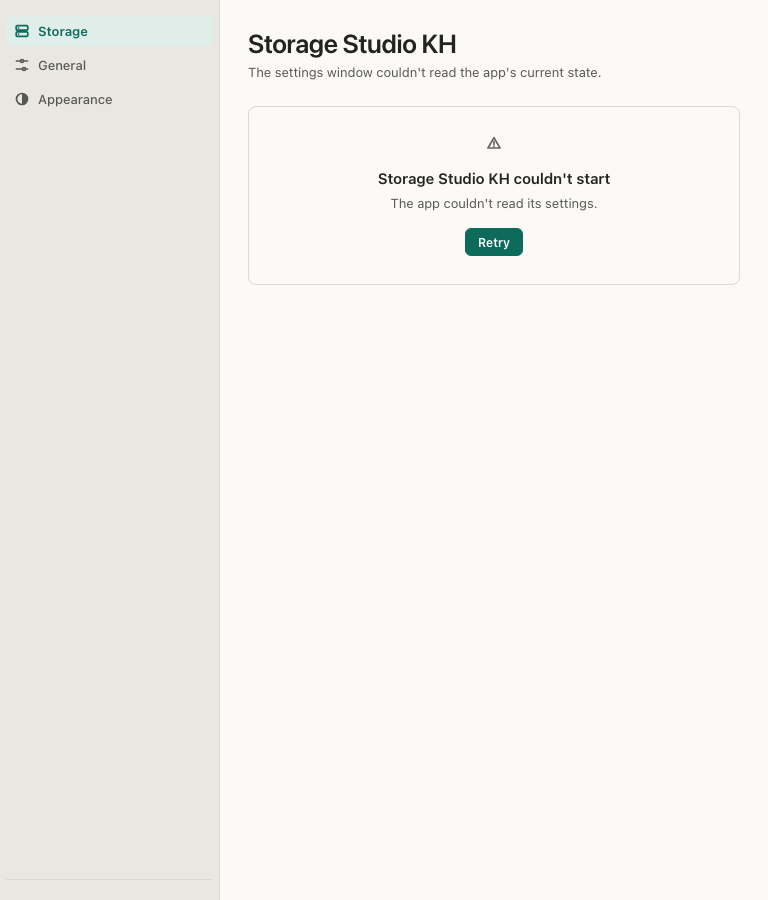 Storage
General
Appearance
Storage Studio KH
The settings window couldn't read the app's current state.
Storage Studio KH couldn't start
The app couldn't read its settings.
Retry